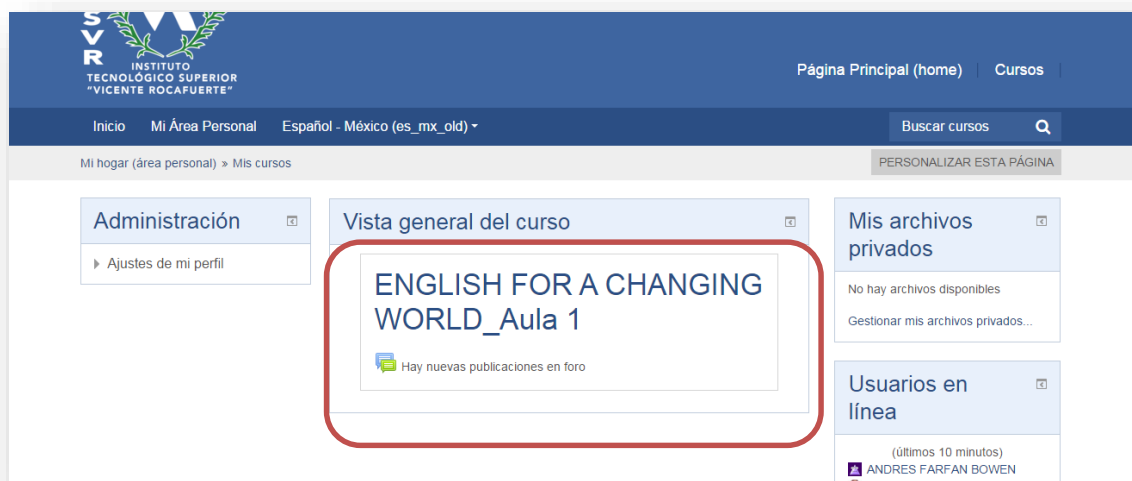 S
V
R
INSTITUTO
TECNOLÓGICO SUPERIOR
"VICENTE ROCAFUERTE"
Página Principal (home)
Cursos
Inicio
Mi Área Personal
Español - México (es_mx_old)
Buscar cursos
Mi hogar (área personal) » Mis cursos
PERSONALIZAR ESTA PÁGINA
Administración
Ajustes de mi perfil
Vista general del curso
ENGLISH FOR A CHANGING
WORLD_Aula 1
Hay nuevas publicaciones en foro
Mis archivos
privados
No hay archivos disponibles
Gestionar mis archivos privados...
Usuarios en
línea
(últimos 10 minutos)
ANDRES FARFAN BOWEN